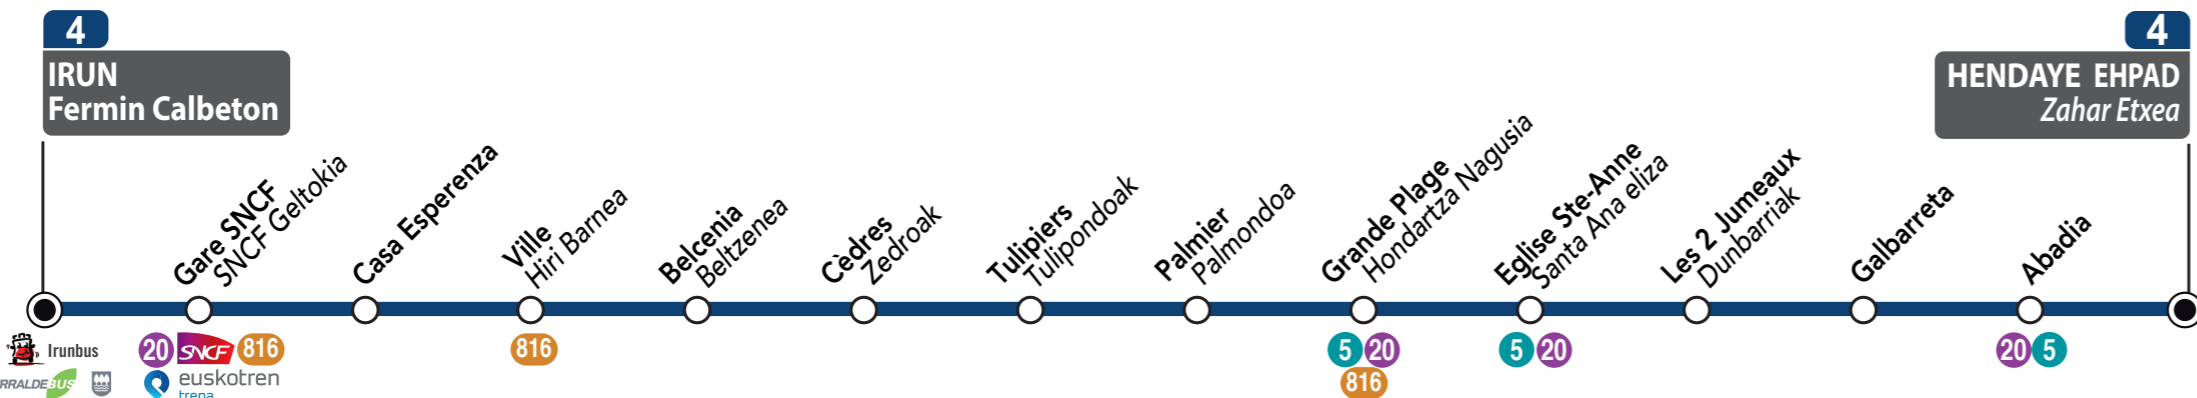 4
IRUN
Fermin Calbeton
4
HENDAYE EHPAD
Zahar Etxea
Gare SNCF
SNCF Geltokia
Casa Esperenza
Ville
Hiri Barnea
Belcenia
Beltzenea
Cèdres
Zedroak
Tulipiers
Tulipondoak
Palmier
Palmondoa
Grande Plage
Hondartza Nagusia
Eglise Ste-Anne
Santa Ana eliza
Les 2 Jumeaux
Dunbarriak
Galbarreta
Abadia
Irunbus
RRALDEBUS
20 SNCF 816
euskotren
trena
816
5 20
816
5 20
20 5